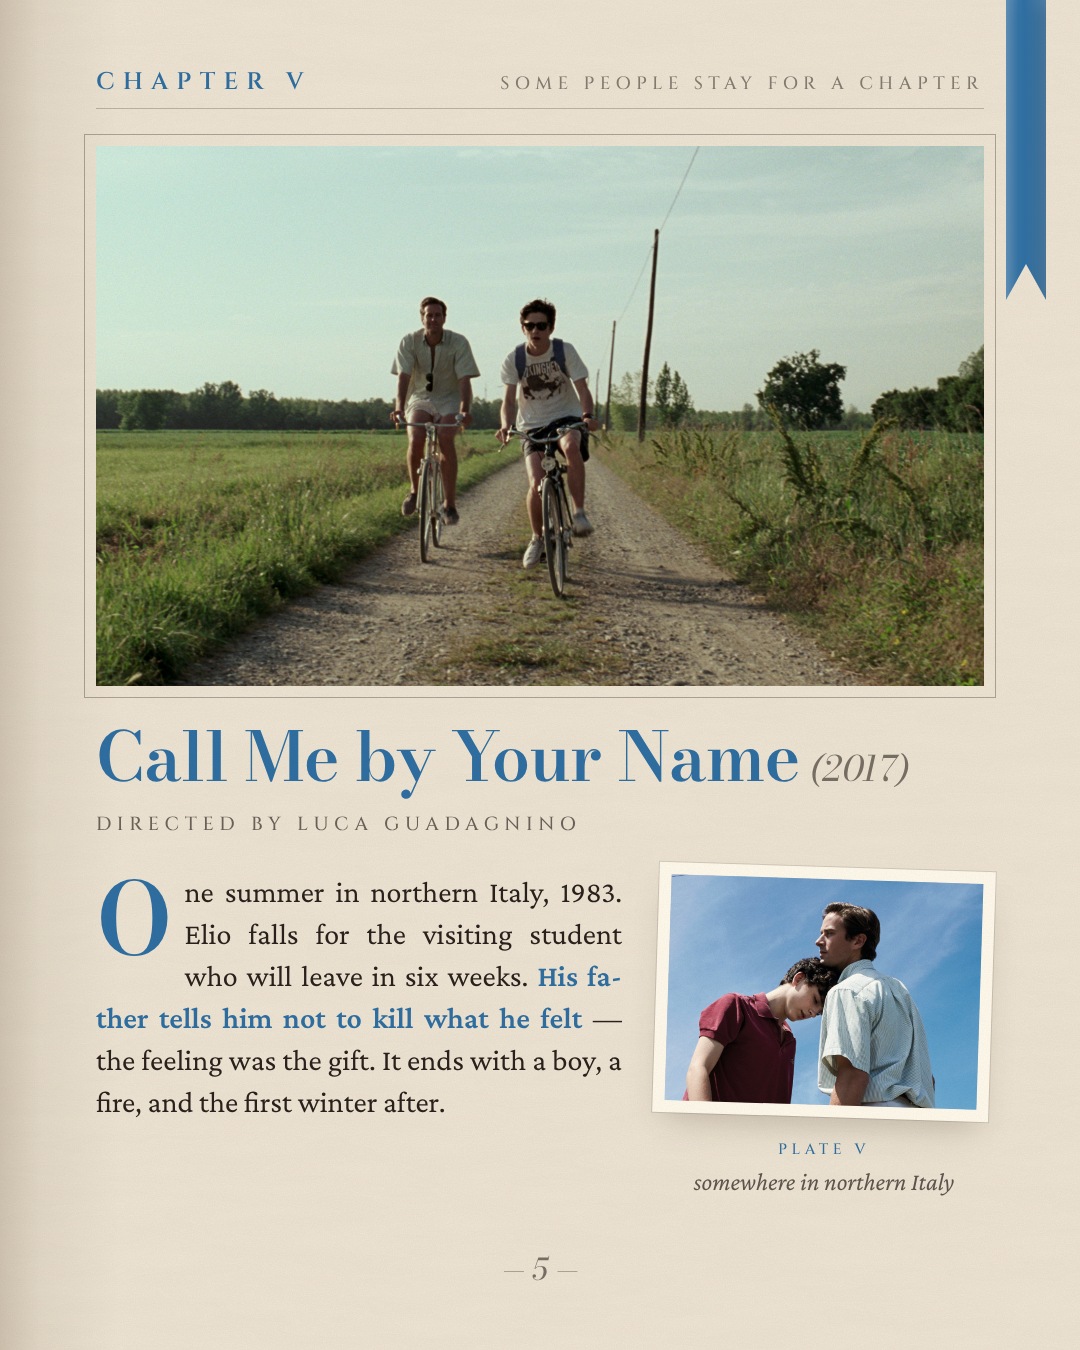 CHAPTER V
SOME PEOPLE STAY FOR A CHAPTER
Call Me by Your Name (2017)
DIRECTED BY LUCA GUADAGNINO
One summer in northern Italy, 1983.
Elio falls for the visiting student
who will leave in six weeks. His fa-
ther tells him not to kill what he felt —
the feeling was the gift. It ends with a boy, a
fire, and the first winter after.
PLATE V
somewhere in northern Italy
– 5 –